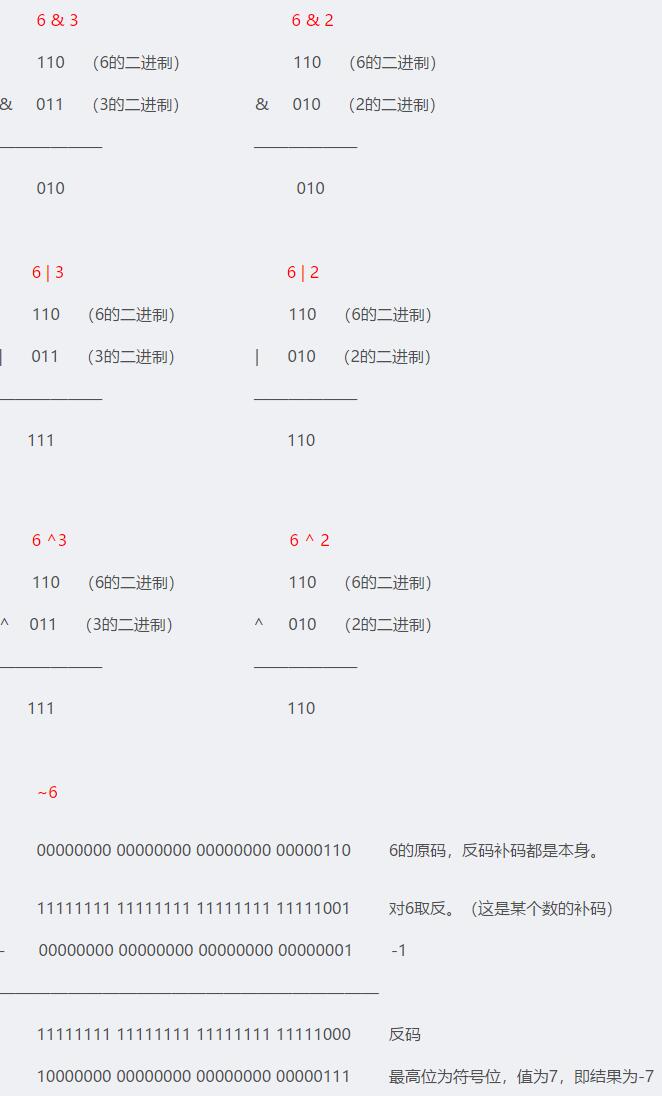 6 & 3 6 & 2
110 （6的二进制） 110 （6的二进制）
& 011 （3的二进制） & 010 （2的二进制）
010 010
6 | 3 6 | 2
110 （6的二进制） 110 （6的二进制）
| 011 （3的二进制） | 010 （2的二进制）
111 110
6 ^3 6 ^ 2
110 （6的二进制） 110 （6的二进制）
^ 011 （3的二进制） ^ 010 （2的二进制）
111 110
~6
00000000 00000000 00000000 00000110 6的原码，反码补码都是本身。
11111111 11111111 11111111 11111001 对6取反。（这是某个数的补码）
- 00000000 00000000 00000000 00000001 -1
11111111 11111111 11111111 11111000 反码
10000000 00000000 00000000 00000111 最高位为符号位，值为7，即结果为-7